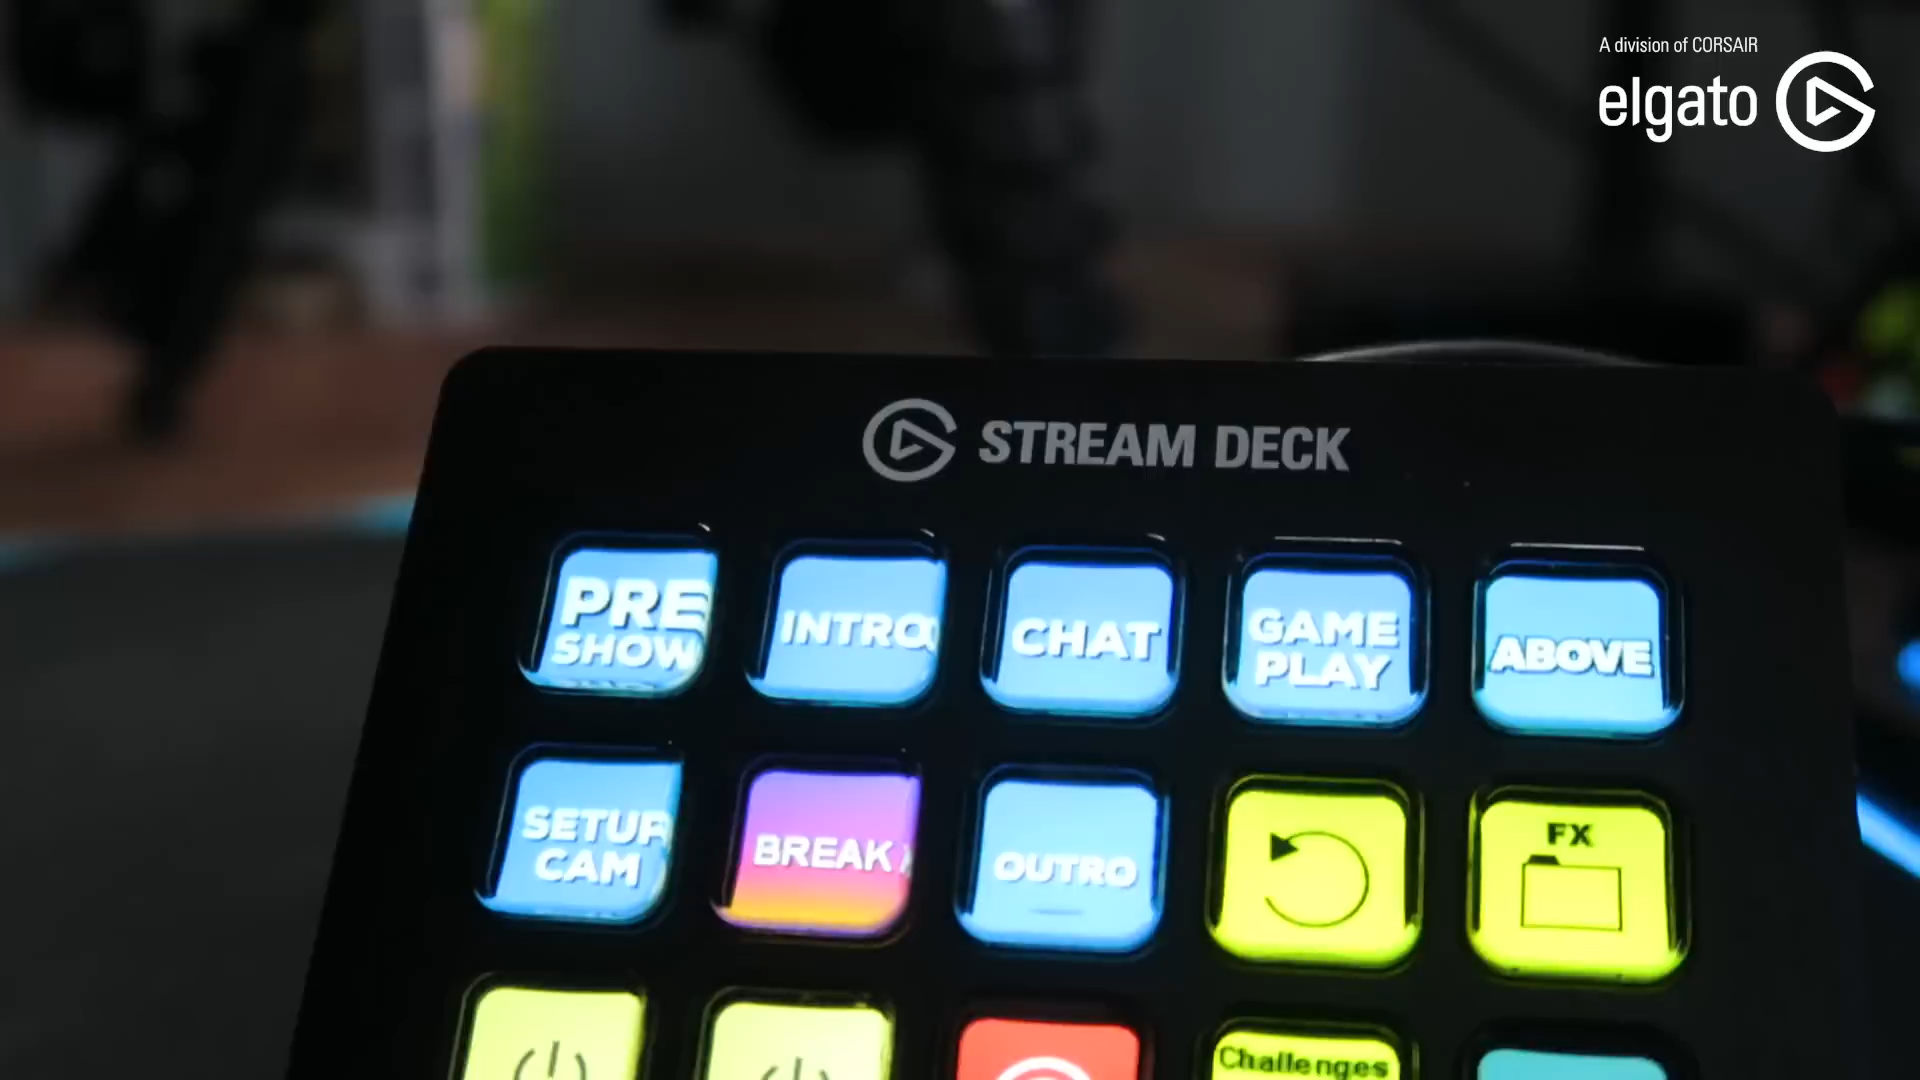 A division of CORSAIR
elgato
STREAM DECK
PRE
SHOW
INTRO
CHAT
GAME
PLAY
ABOVE
SETUP
CAM
BREAK
OUTRO
FX
Challenges